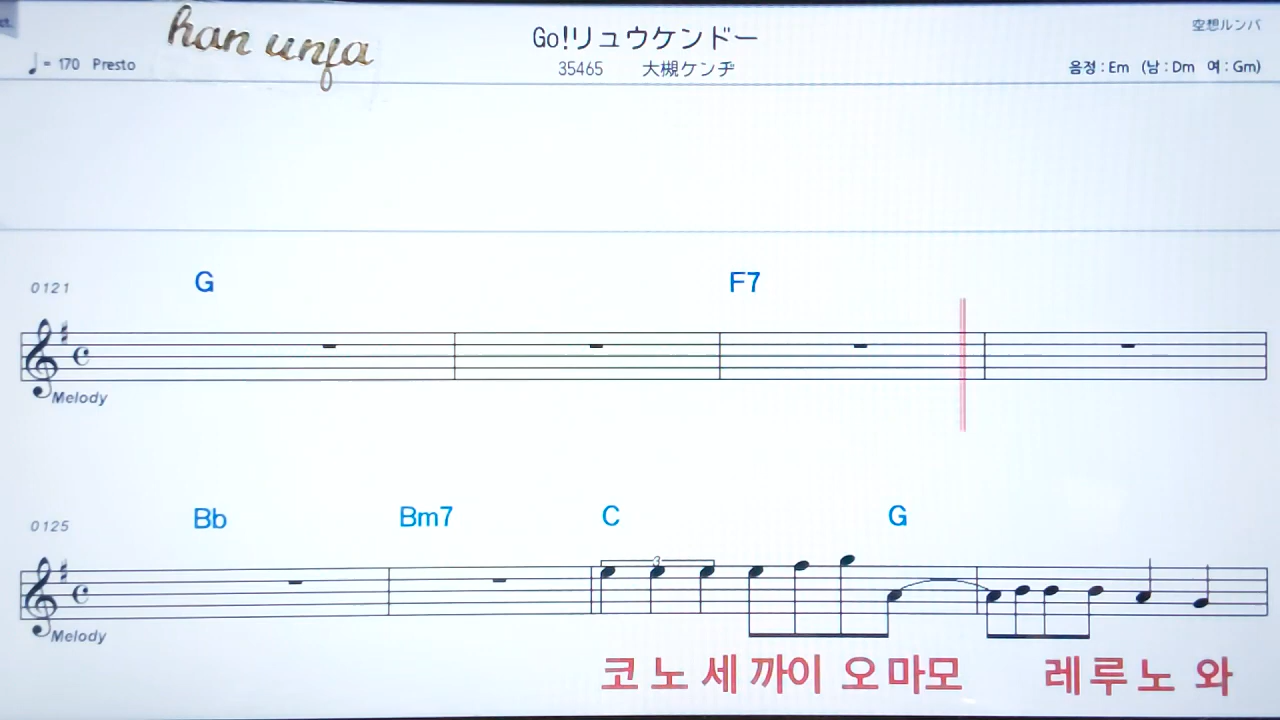 han unfa
Go!リュウケンドー
空想ルンバ
♩= 170 Presto
35465 大槻ケンヂ
음정 : Em (남 : Dm 여 : Gm)
G F7
0121
Melody
Bb Bm7 C G
0125
3
Melody
코 노 세 까이 오 마모 레 루 노 와